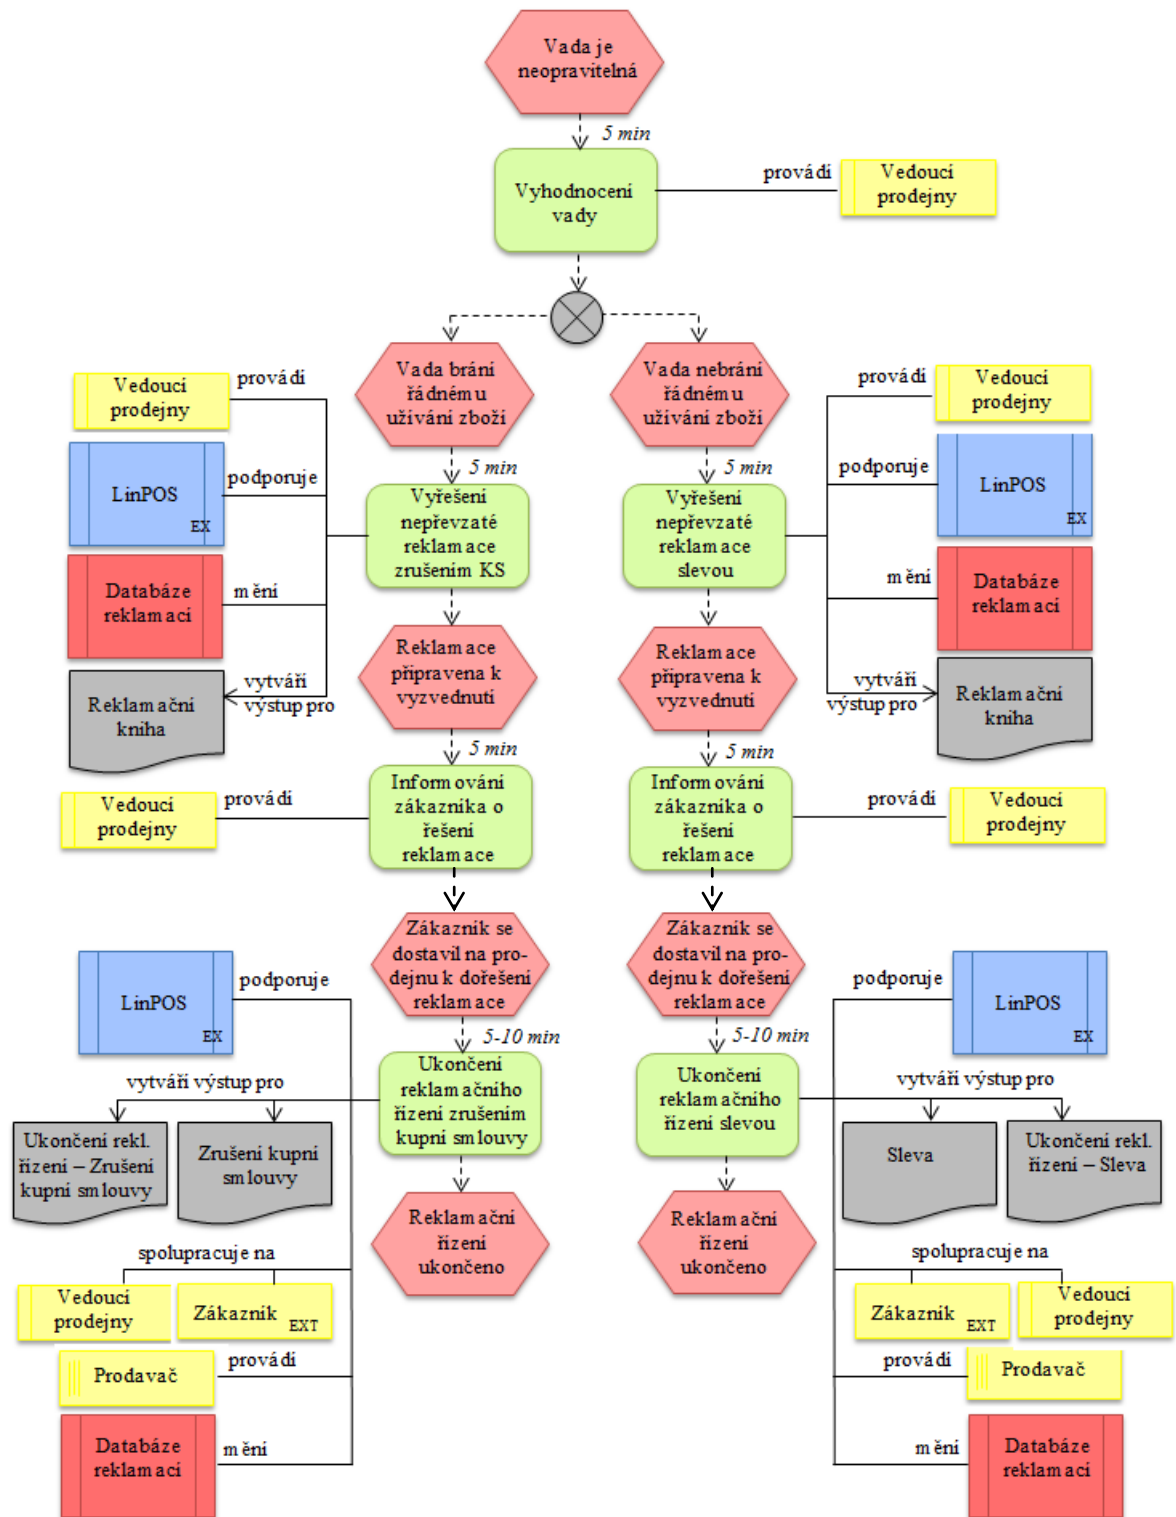 Vada je
neopravitelná
5 min
Vyhodnocení
vady
provádí
Vedoucí
prodejny
Vada brání
řádnému
užívání zboží
Vada nebrání
řádnému
užívání zboží
Vedoucí
prodejny
provádí
provádí
Vedoucí
prodejny
5 min
5 min
LinPOS
EX
podporuje
Vyřešení
nepřevzaté
reklamace
zrušením KS
Vyřešení
nepřevzaté
reklamace
slevou
podporuje
LinPOS
EX
Databáze
reklamací
mění
mění
Databáze
reklamací
Reklamace
připravena k
vyzvednutí
Reklamace
připravena k
vyzvednutí
Reklamační
kniha
vytváří
výstup pro
vytváří
výstup pro
Reklamační
kniha
5 min
5 min
Vedoucí
prodejny
provádí
Informování
zákazníka o
řešení
reklamace
Informování
zákazníka o
řešení
reklamace
provádí
Vedoucí
prodejny
Zákazník se
dostavil na pro-
dejnu k dořešení
reklamace
Zákazník se
dostavil na pro-
dejnu k dořešení
reklamace
LinPOS
EX
podporuje
podporuje
LinPOS
EX
5-10 min
5-10 min
Ukončení
reklamačního
řízení zrušením
kupní smlouvy
Ukončení
reklamačního
řízení slevou
vytváří výstup pro
vytváří výstup pro
Ukončení rekl.
řízení – Zrušení
kupní smlouvy
Zrušení kupní
smlouvy
Sleva
Ukončení rekl.
řízení – Sleva
Reklamační
řízení
ukončeno
Reklamační
řízení
ukončeno
spolupracuje na
spolupracuje na
Vedoucí
prodejny
Zákazník
EXT
Zákazník
EXT
Vedoucí
prodejny
Prodavač
provádí
provádí
Prodavač
Databáze
reklamací
mění
mění
Databáze
reklamací